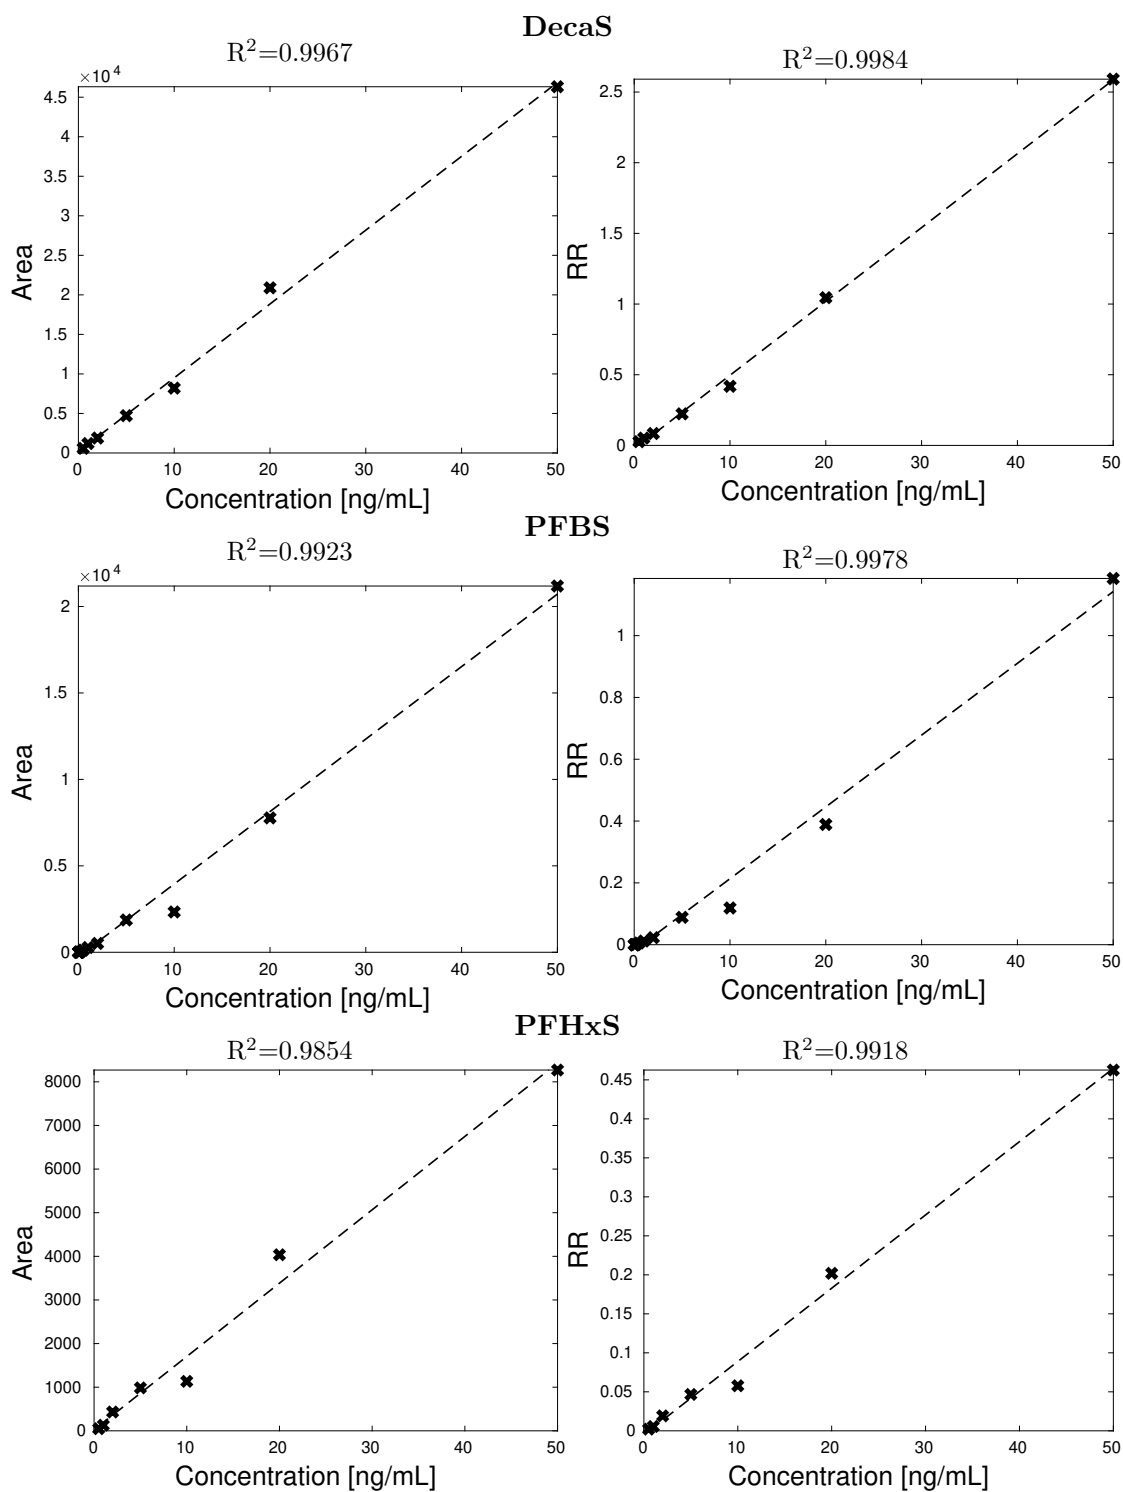 DecaS
R²=0.9967
×10⁴
4.5
4
3.5
3
2.5
2
1.5
1
0.5
0
Area
0 10 20 30 40 50
Concentration [ng/mL]
R²=0.9984
2.5
2
1.5
1
0.5
0
RR
0 10 20 30 40 50
Concentration [ng/mL]
PFBS
R²=0.9923
×10⁴
2
1.5
1
0.5
0
Area
0 10 20 30 40 50
Concentration [ng/mL]
R²=0.9978
1
0.8
0.6
0.4
0.2
0
RR
0 10 20 30 40 50
Concentration [ng/mL]
PFHxS
R²=0.9854
8000
7000
6000
5000
4000
3000
2000
1000
0
Area
0 10 20 30 40 50
Concentration [ng/mL]
R²=0.9918
0.45
0.4
0.35
0.3
0.25
0.2
0.15
0.1
0.05
0
RR
0 10 20 30 40 50
Concentration [ng/mL]